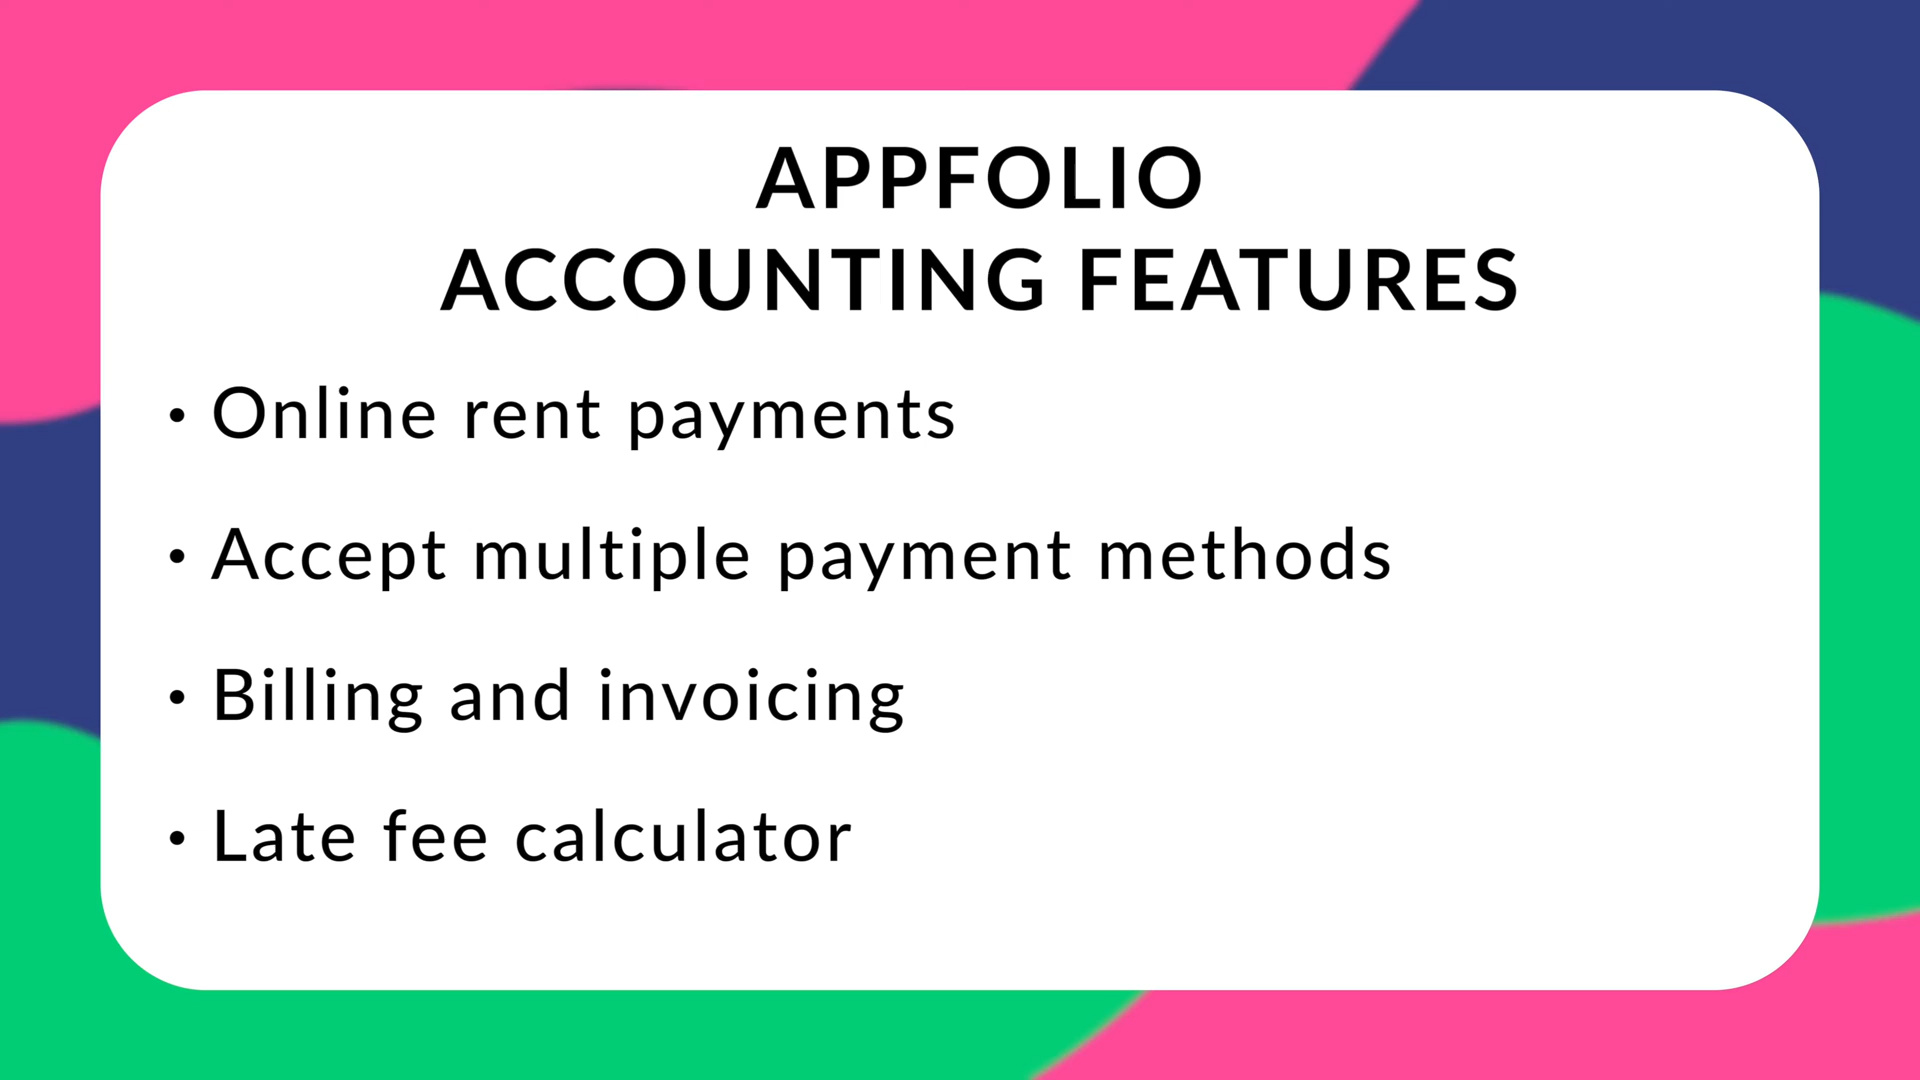 APPFOLIO
ACCOUNTING FEATURES
• Online rent payments
• Accept multiple payment methods
• Billing and invoicing
• Late fee calculator